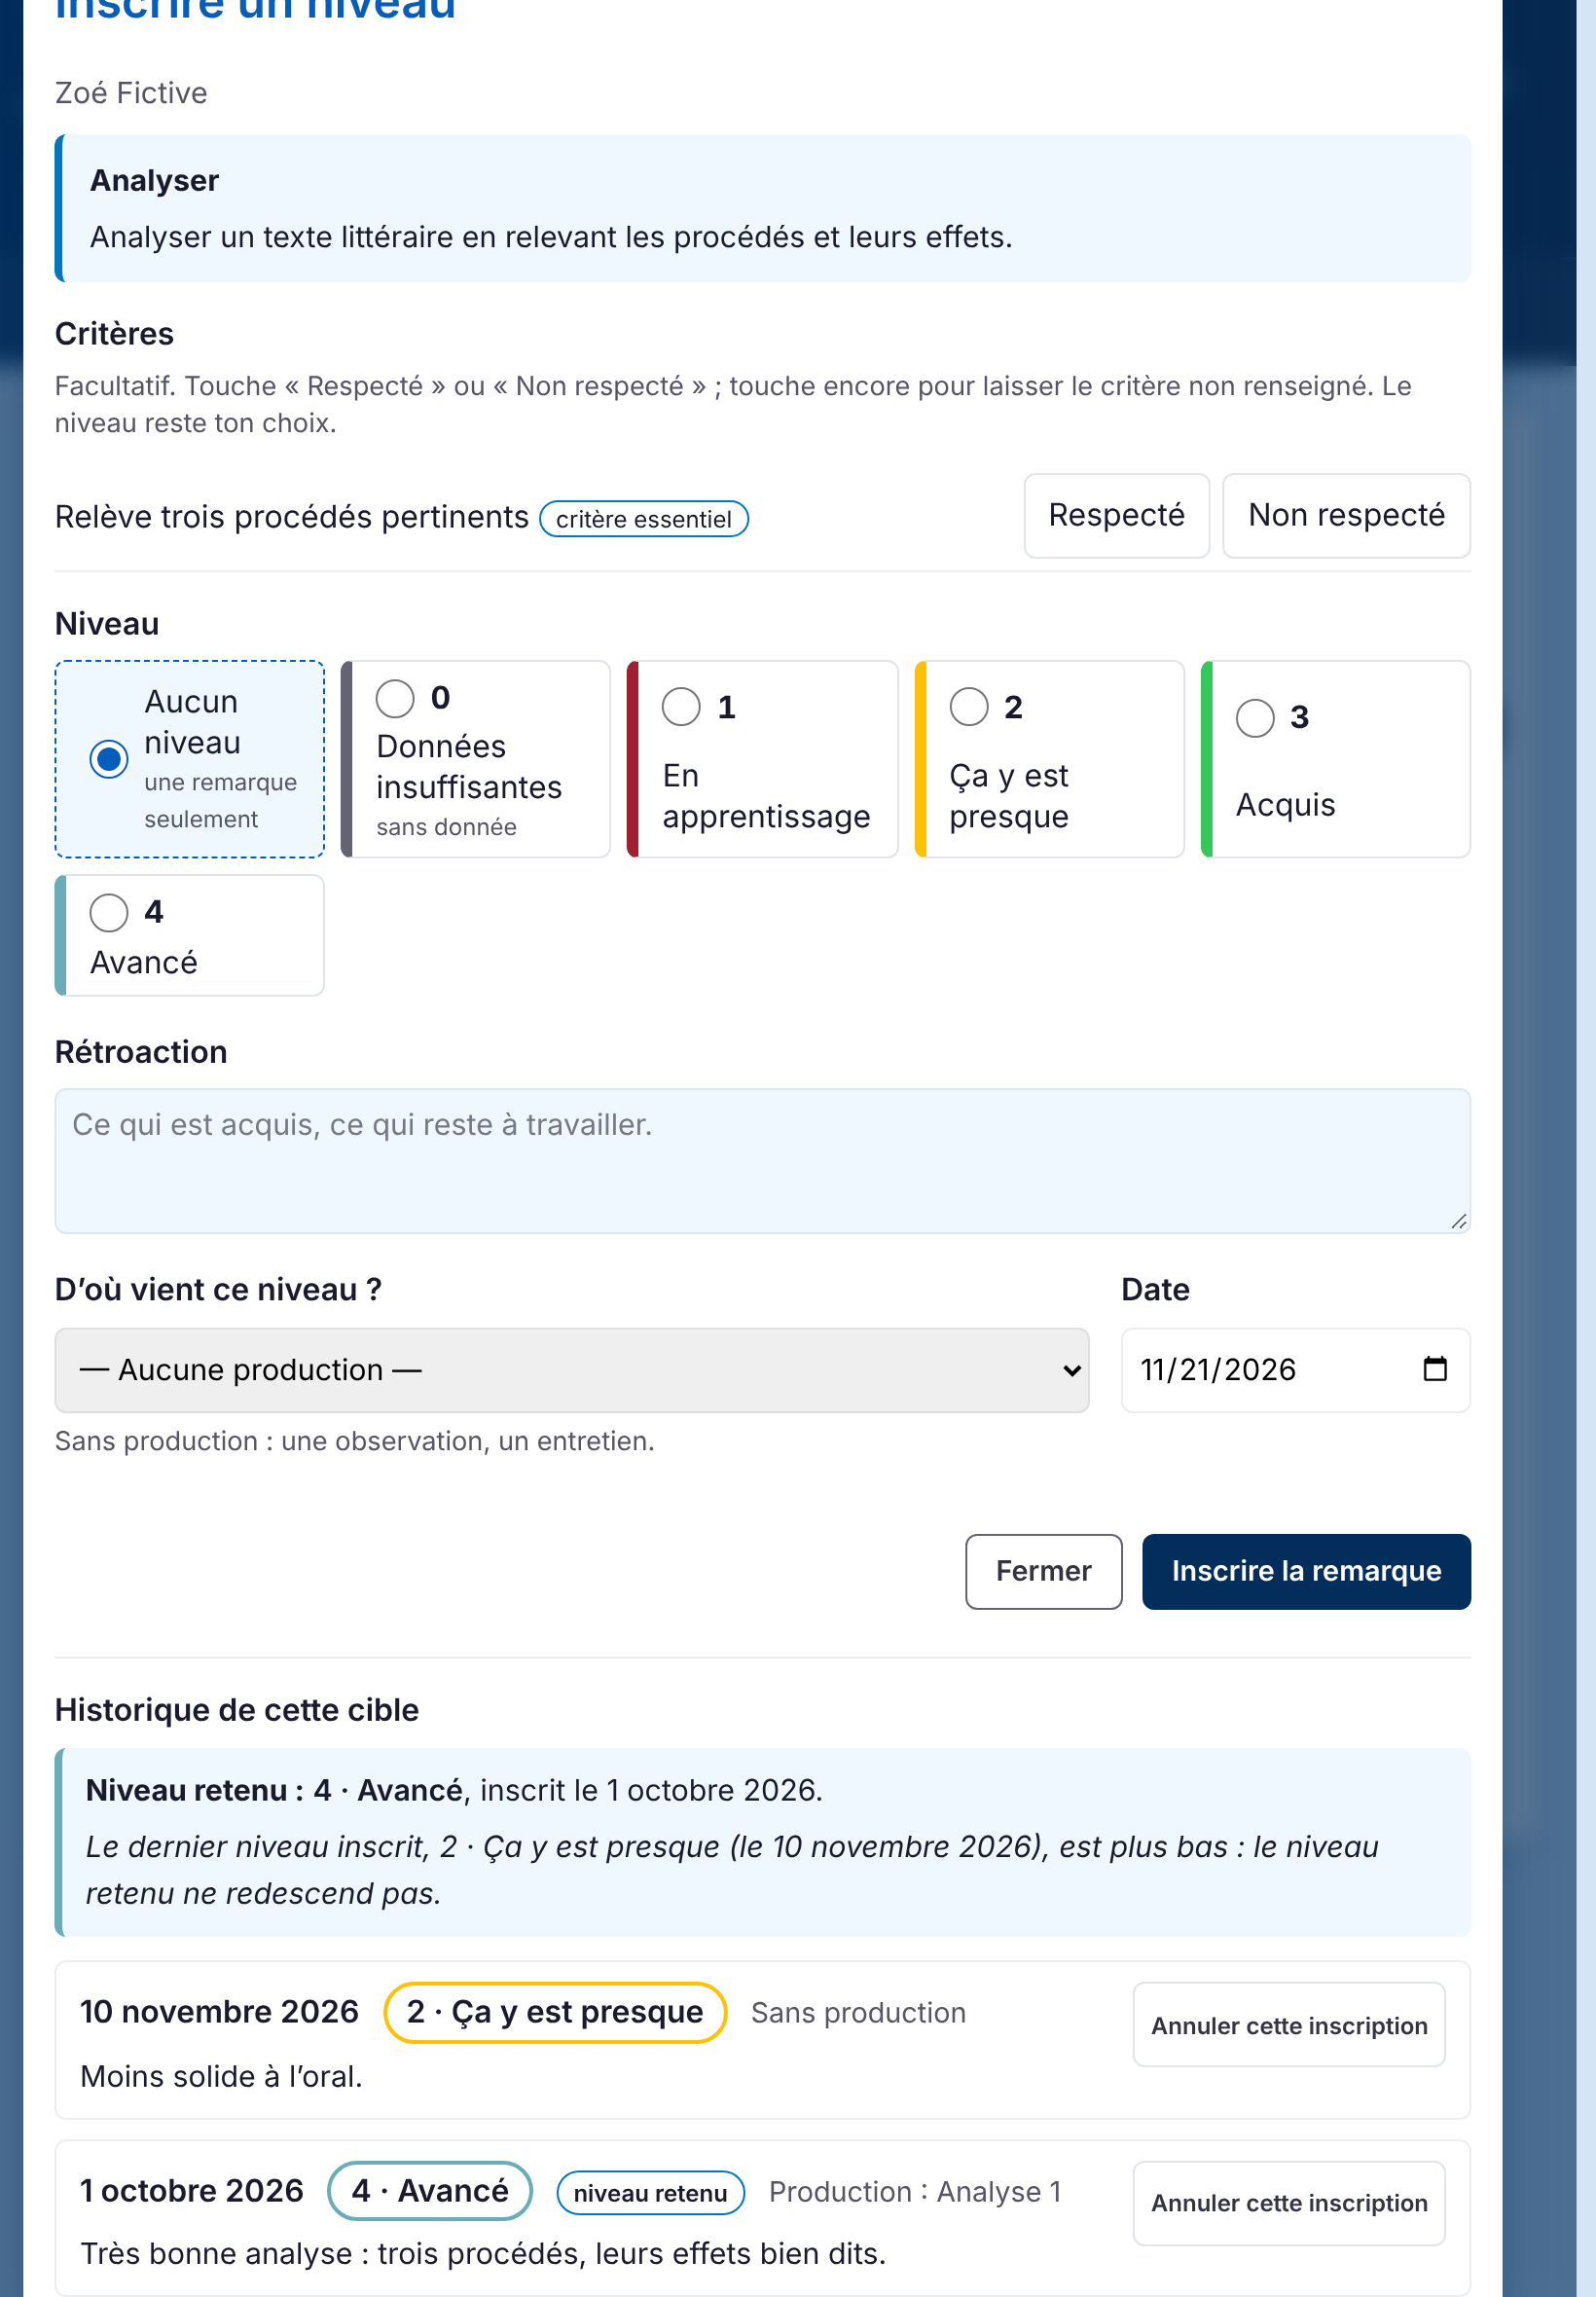 Inscrire un niveau
Zoé Fictive
Analyser
Analyser un texte littéraire en relevant les procédés et leurs effets.
Critères
Facultatif. Touche « Respecté » ou « Non respecté » ; touche encore pour laisser le critère non renseigné. Le
niveau reste ton choix.
Relève trois procédés pertinents critère essentiel Respecté Non respecté
Niveau
Aucun
niveau
une remarque
seulement
0
Données
insuffisantes
sans donnée
1
En
apprentissage
2
Ça y est
presque
3
Acquis
4
Avancé
Rétroaction
Ce qui est acquis, ce qui reste à travailler.
D’où vient ce niveau ? Date
— Aucune production — 11/21/2026
Sans production : une observation, un entretien.
Fermer Inscrire la remarque
Historique de cette cible
Niveau retenu : 4 · Avancé, inscrit le 1 octobre 2026.
Le dernier niveau inscrit, 2 · Ça y est presque (le 10 novembre 2026), est plus bas : le niveau
retenu ne redescend pas.
10 novembre 2026 2 · Ça y est presque Sans production Annuler cette inscription
Moins solide à l’oral.
1 octobre 2026 4 · Avancé niveau retenu Production : Analyse 1 Annuler cette inscription
Très bonne analyse : trois procédés, leurs effets bien dits.